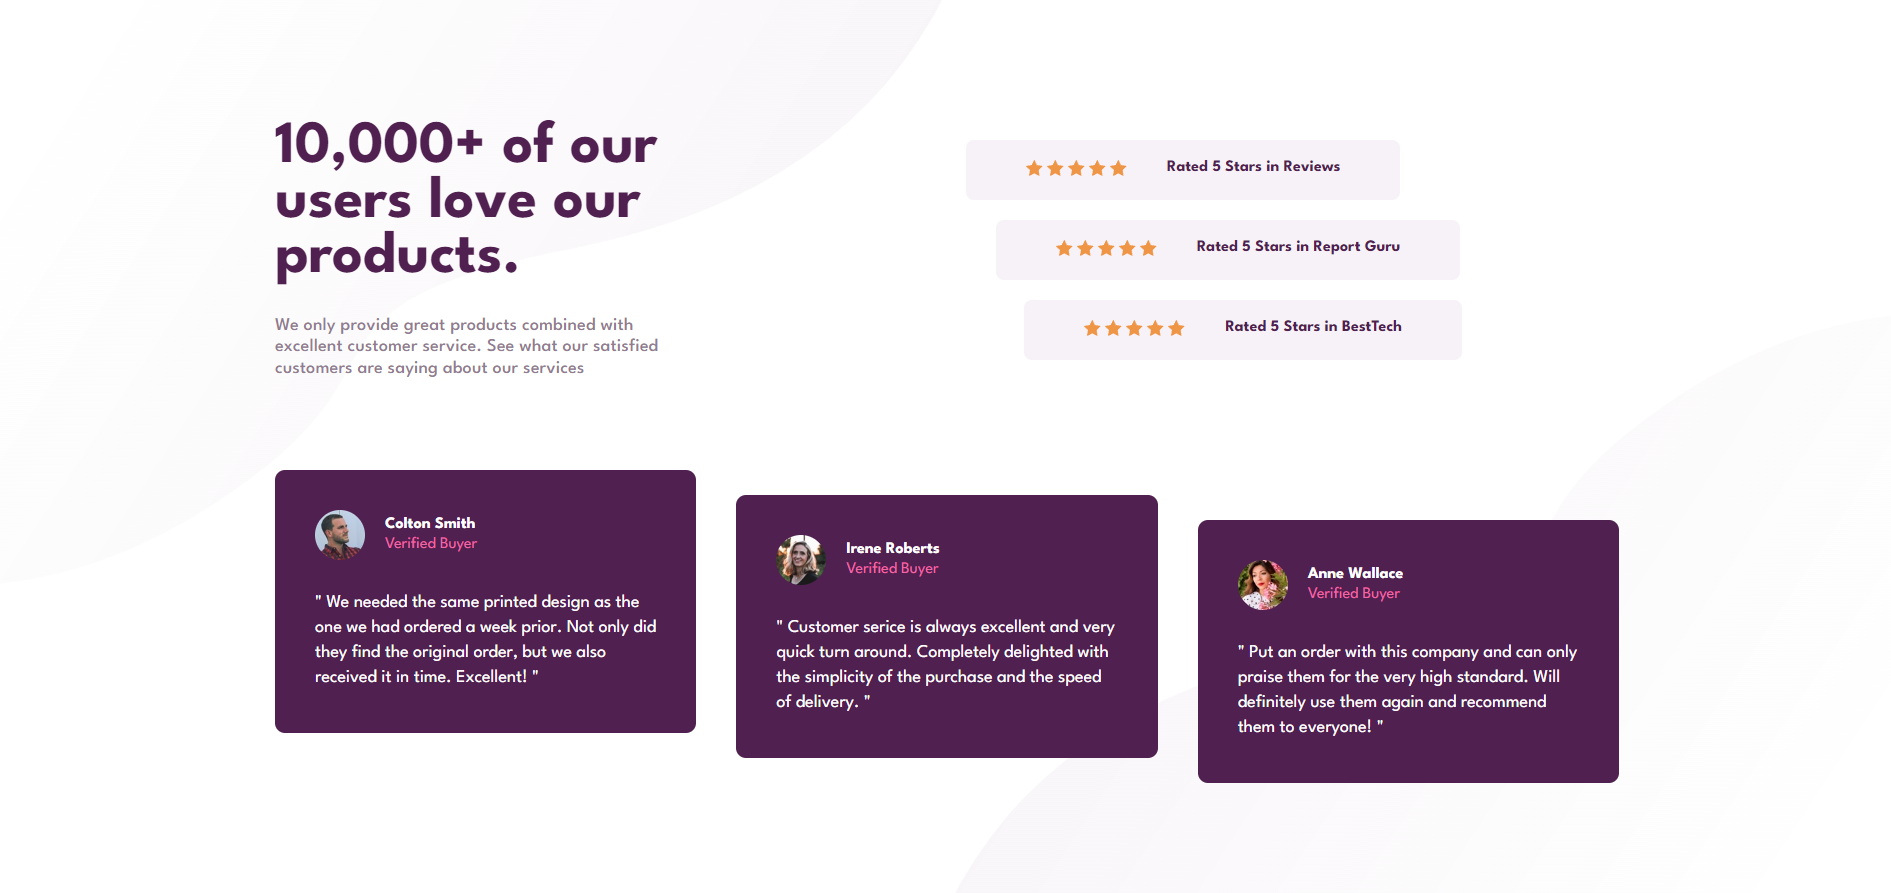 10,000+ of our
users love our
products.
We only provide great products combined with
excellent customer service. See what our satisfied
customers are saying about our services
Rated 5 Stars in Reviews
Rated 5 Stars in Report Guru
Rated 5 Stars in BestTech
Colton Smith
Verified Buyer
" We needed the same printed design as the
one we had ordered a week prior. Not only did
they find the original order, but we also
received it in time. Excellent! "
Irene Roberts
Verified Buyer
" Customer serice is always excellent and very
quick turn around. Completely delighted with
the simplicity of the purchase and the speed
of delivery. "
Anne Wallace
Verified Buyer
" Put an order with this company and can only
praise them for the very high standard. Will
definitely use them again and recommend
them to everyone! "